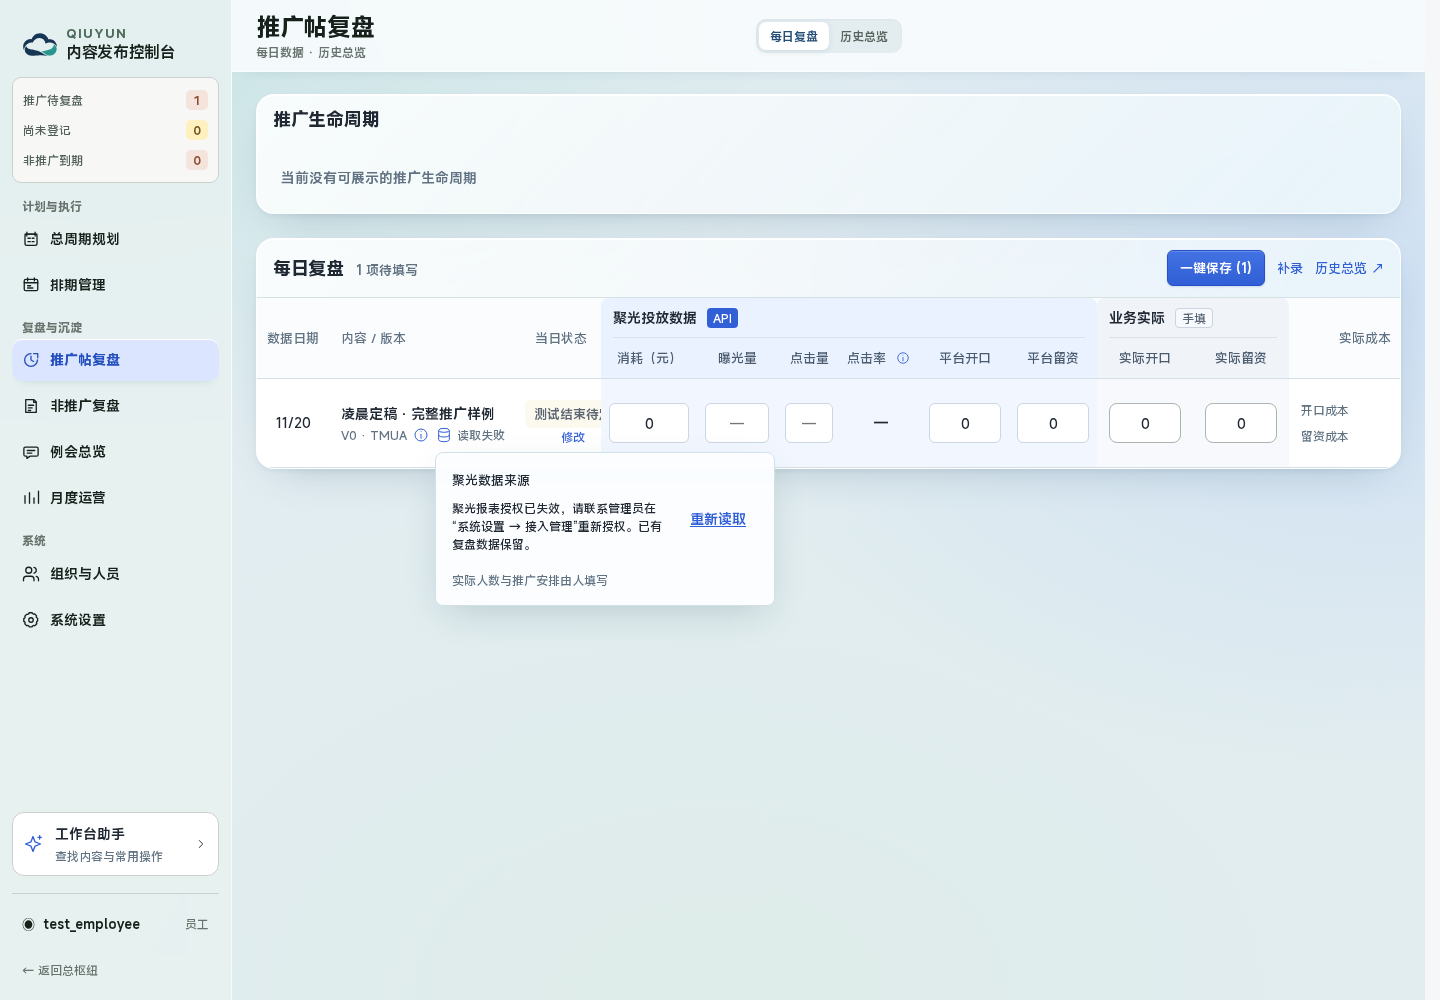 QIUYUN
内容发布控制台
推广待复盘 1
尚未登记 0
非推广到期 0
计划与执行
总周期规划
排期管理
复盘与沉淀
推广帖复盘
非推广复盘
例会总览
月度运营
系统
组织与人员
系统设置
工作台助手
查找内容与常用操作
test_employee 员工
← 返回总枢纽
推广帖复盘
每日数据 · 历史总览
每日复盘 历史总览
推广生命周期
当前没有可展示的推广生命周期
每日复盘 1 项待填写
一键保存 (1) 补录 历史总览 ↗
数据日期 内容 / 版本 当日状态 聚光投放数据 API 业务实际 手填 实际成本
消耗（元） 曝光量 点击量 点击率 平台开口 平台留资 实际开口 实际留资
11/20 凌晨定稿 · 完整推广样例 测试结束待 0 — — — 0 0 0 0 开口成本
V0 · TMUA 读取失败 修改 留资成本
聚光数据来源
聚光报表授权已失效，请联系管理员在
“系统设置 → 接入管理”重新授权。已有
复盘数据保留。
重新读取
实际人数与推广安排由人填写